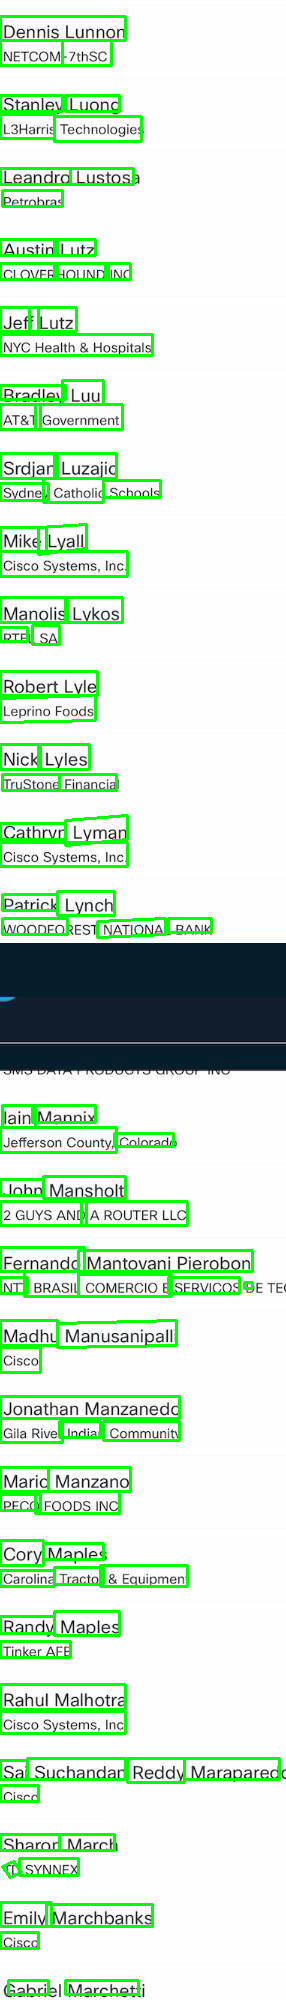 Dennis Lunnon
NETCOM-7thSC
Stanley Luong
L3Harris Technologies
Leandro Lustosa
Petrobras
Austin Lutz
CLOVERHOUND INC
Jeff Lutz
NYC Health & Hospitals
Bradley Luu
AT&T Government
Srdjan Luzajic
Sydney Catholic Schools
Mike Lyall
Cisco Systems, Inc.
Manolis Lykos
SA
Robert Lyle
Leprino Foods
Nick Lyles
TruStone Financial
Cathryn Lyman
Cisco Systems, Inc.
Patrick Lynch
WOODFOREST NATIONAL BANK
SMS DATA PRODUCTS GROUP INC
Iain Mannix
Jefferson County, Colorado
John Mansholt
2 GUYS AND A ROUTER LLC
Fernando Mantovani Pierobon
NTT BRASIL COMERCIO E SERVICOS DE TEC
Madhu Manusanipalli
Cisco
Jonathan Manzanedo
Gila River Indian Community
Mario Manzano
PECO FOODS INC
Cory Maples
Carolina Tractor & Equipment
Randy Maples
Tinker AFB
Rahul Malhotra
Cisco Systems, Inc.
Sai Suchandan Reddy Marapared
Cisco
Sharon March
TD SYNNEX
Emily Marchbanks
Cisco
Gabriel Marchetti